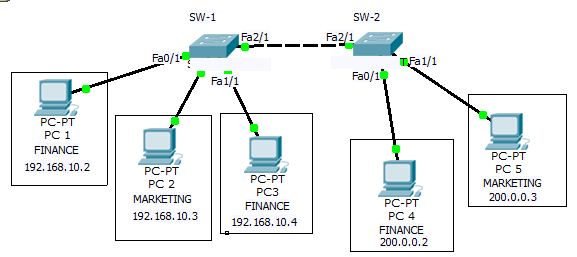 SW-1
SW-2
Fa2/1
Fa2/1
Fa0/1
Fa1/1
Fa0/1
Fa1/1
PC-PT
PC 1
FINANCE
192.168.10.2
PC-PT
PC 2
MARKETING
192.168.10.3
PC-PT
PC3
FINANCE
192.168.10.4
PC-PT
PC 4
FINANCE
200.0.0.2
PC-PT
PC 5
MARKETING
200.0.0.3